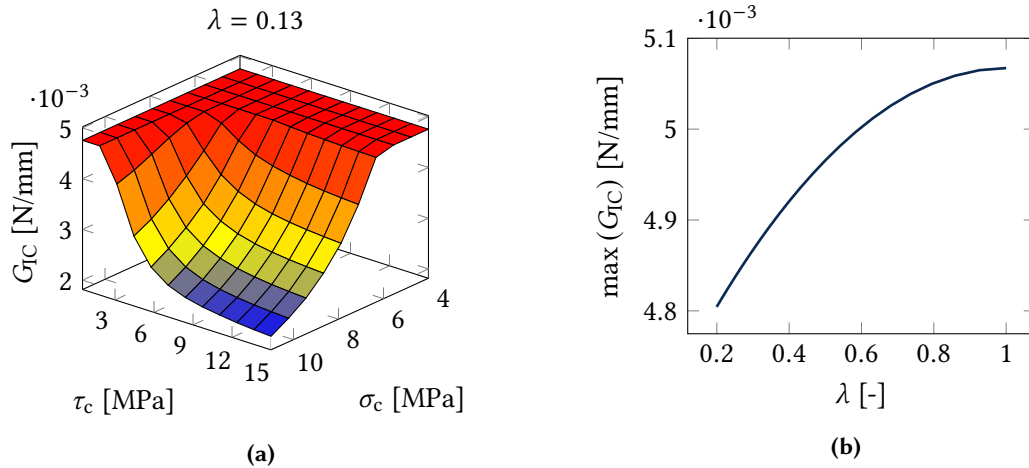 λ = 0.13
·10⁻³
5
4
3
2
G_IC [N/mm]
3
6
9
12
15
τ_c [MPa]
10
8
6
4
σ_c [MPa]
(a)
·10⁻³
5.1
5
4.9
4.8
max (G_IC) [N/mm]
0.2 0.4 0.6 0.8 1
λ [-]
(b)